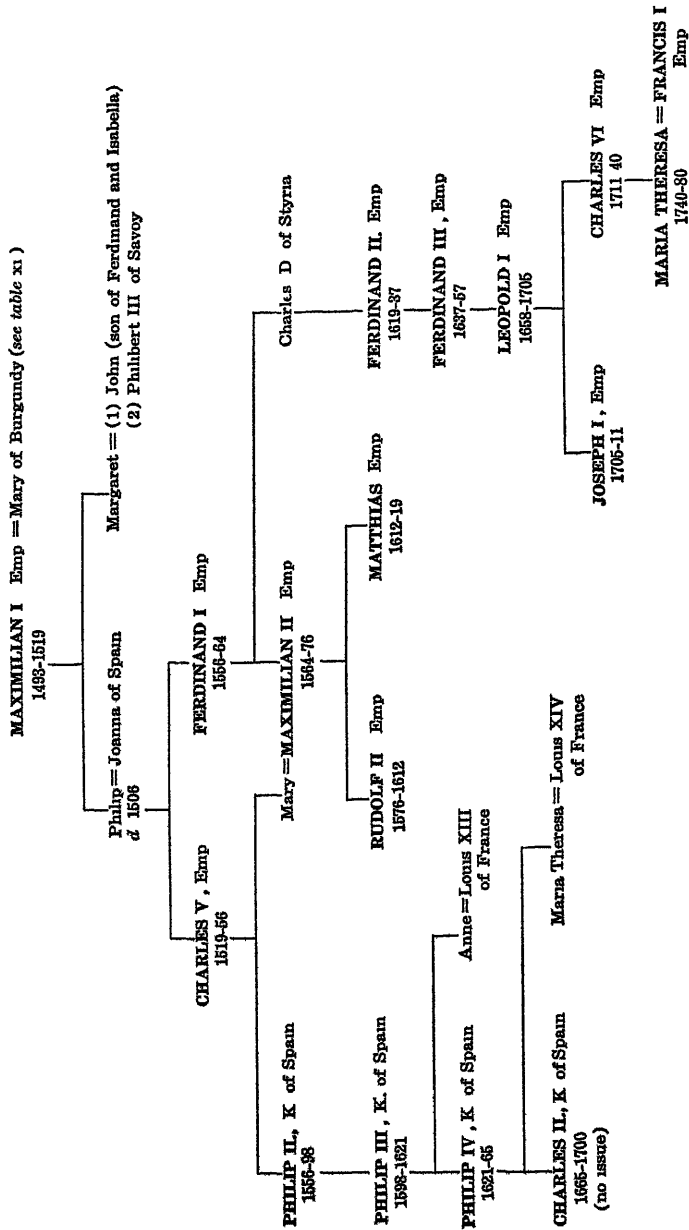 MAXIMILIAN I Emp = Mary of Burgundy (see table XI)
1493-1519
Philip = Joanna of Spain
d 1506
Margaret = (1) John (son of Ferdinand and Isabella)
(2) Philibert III of Savoy
CHARLES V, Emp
1519-56
FERDINAND I Emp
1556-64
PHILIP II., K of Spain
1556-98
Mary = MAXIMILIAN II Emp
1564-76
Charles D of Styria
PHILIP III, K. of Spain
1598-1621
RUDOLF II Emp
1576-1612
MATTHIAS Emp
1612-19
FERDINAND II. Emp
1619-37
PHILIP IV, K of Spain
1621-65
Anne = Louis XIII
of France
FERDINAND III, Emp
1637-57
CHARLES II., K of Spain
1665-1700
(no issue)
Maria Theresa = Louis XIV
of France
LEOPOLD I Emp
1658-1705
JOSEPH I, Emp
1705-11
CHARLES VI Emp
1711 40
MARIA THERESA = FRANCIS I
1740-80
Emp